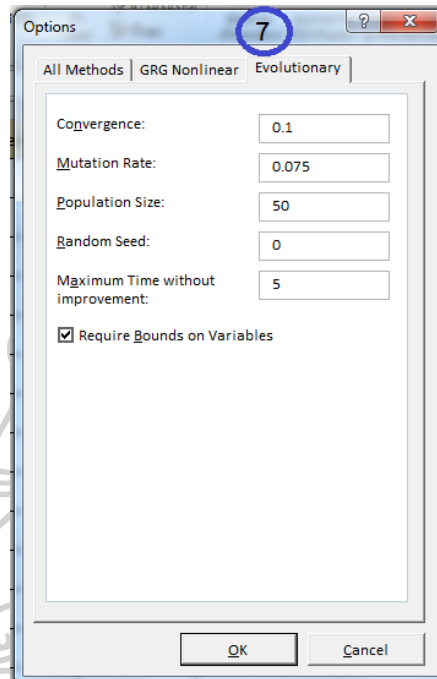 Options
7
All Methods GRG Nonlinear Evolutionary
Convergence: 0.1
Mutation Rate: 0.075
Population Size: 50
Random Seed: 0
Maximum Time without improvement: 5
Require Bounds on Variables
OK Cancel